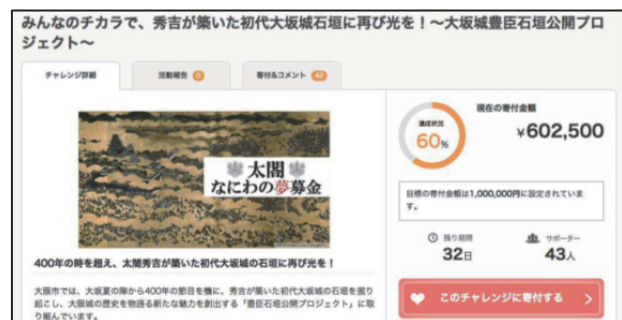 みんなのチカラで、秀吉が築いた初代大坂城石垣に再び光を！～大坂城豊臣石垣公開プロ
ジェクト～
チャレンジ詳細
活動報告 0
寄付&コメント 42
太閤
なにわの夢募金
400年の時を超え、太閤秀吉が築いた初代大坂城の石垣に再び光を！
大阪市では、大坂夏の陣から400年の節目を機に、秀吉が築いた初代大坂城の石垣を掘り
起こし、大阪城の歴史を物語る新たな魅力を創出する「豊臣石垣公開プロジェクト」に取
り組んでいます。
達成状況
60%
現在の寄付金額
¥602,500
目標の寄付金額は1,000,000円に設定されていま
す。
残り期間
32日
サポーター
43人
このチャレンジに寄付する